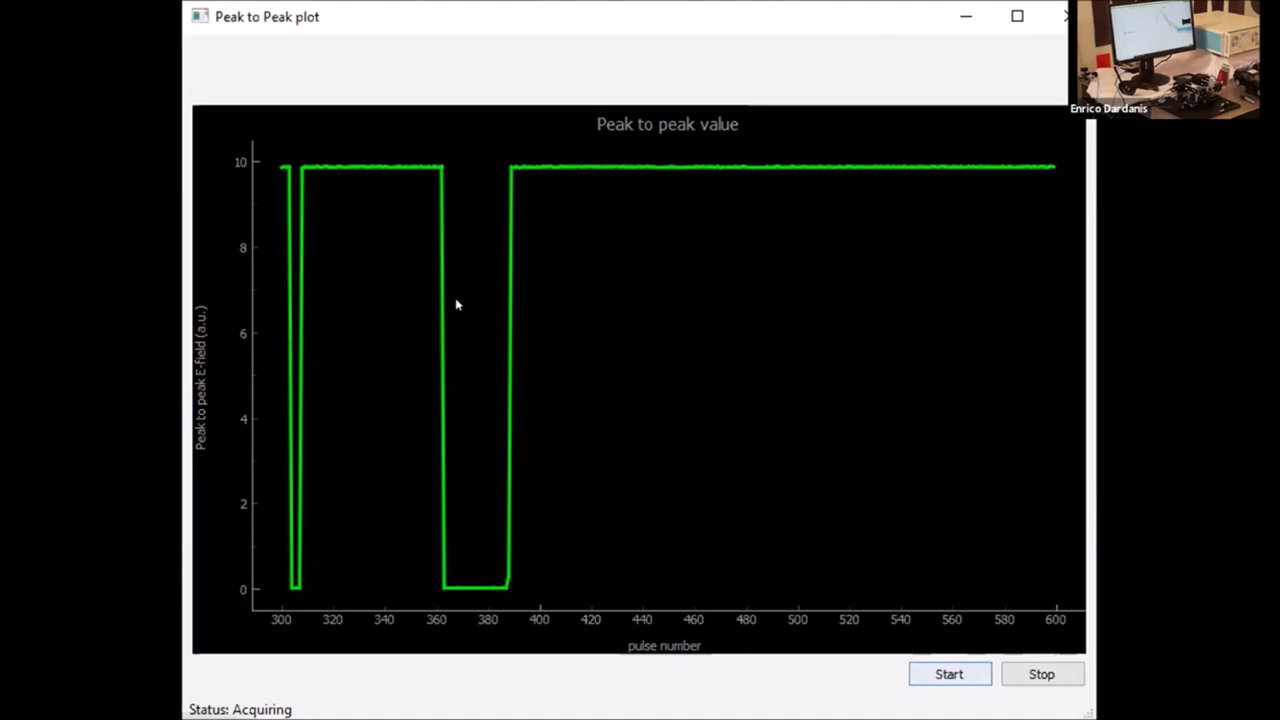 Peak to Peak plot
Enrico Dardanis
Peak to peak value
Peak to peak E-field (a.u.)
10
8
6
4
2
0
300 320 340 360 380 400 420 440 460 480 500 520 540 560 580 600
pulse number
Start Stop
Status: Acquiring